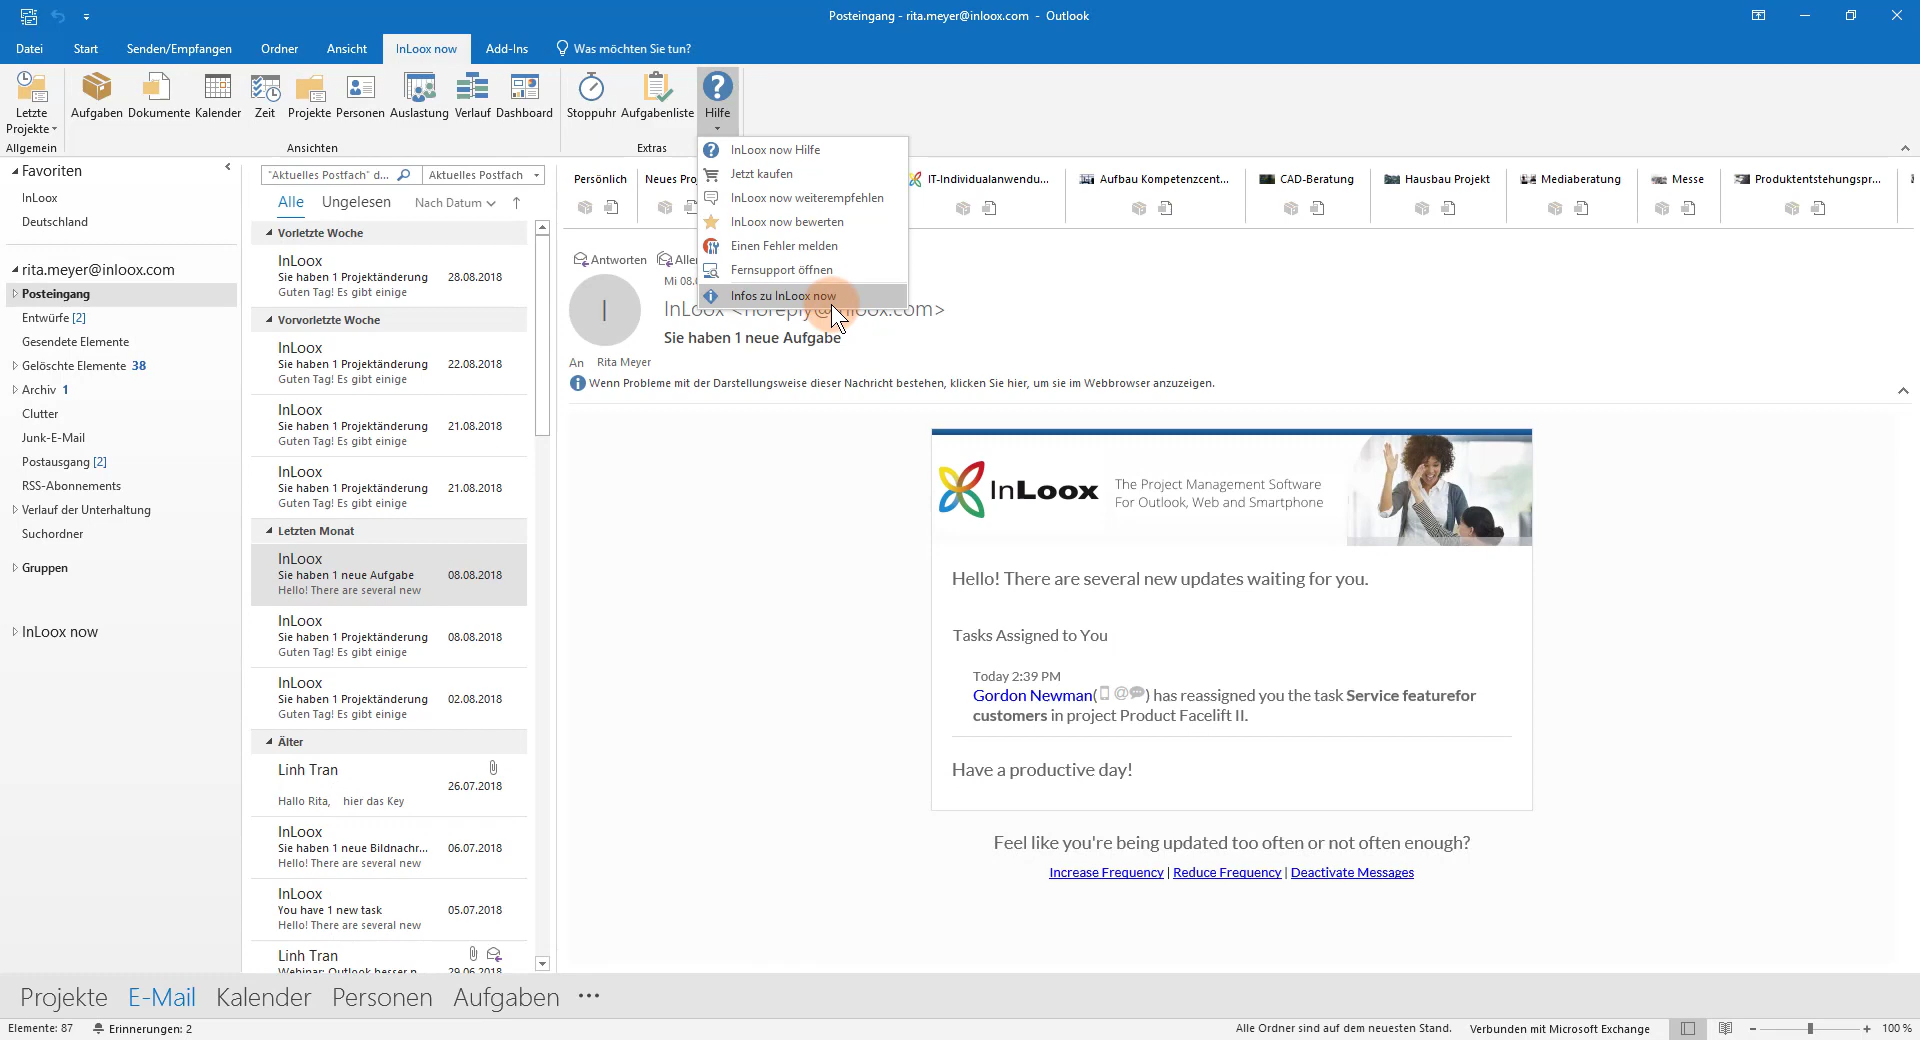 Posteingang - rita.meyer@inloox.com - Outlook
Datei Start Senden/Empfangen Ordner Ansicht InLoox now Add-Ins Was möchten Sie tun?
Letzte Projekte Aufgaben Dokumente Kalender Zeit Projekte Personen Auslastung Verlauf Dashboard Stoppuhr Aufgabenliste Hilfe
Allgemein Ansichten Extras
InLoox now Hilfe
Jetzt kaufen
InLoox now weiterempfehlen
InLoox now bewerten
Einen Fehler melden
Fernsupport öffnen
Infos zu InLoox now
Favoriten
InLoox
Deutschland
rita.meyer@inloox.com
Posteingang
Entwürfe [2]
Gesendete Elemente
Gelöschte Elemente 38
Archiv 1
Clutter
Junk-E-Mail
Postausgang [2]
RSS-Abonnements
Verlauf der Unterhaltung
Suchordner
Gruppen
InLoox now
"Aktuelles Postfach" d... Aktuelles Postfach
Alle Ungelesen Nach Datum
Vorletzte Woche
InLoox
Sie haben 1 Projektänderung 28.08.2018
Guten Tag! Es gibt einige
Vorvorletzte Woche
InLoox
Sie haben 1 Projektänderung 22.08.2018
Guten Tag! Es gibt einige
InLoox
Sie haben 1 Projektänderung 21.08.2018
Guten Tag! Es gibt einige
InLoox
Sie haben 1 Projektänderung 21.08.2018
Guten Tag! Es gibt einige
Letzten Monat
InLoox
Sie haben 1 neue Aufgabe 08.08.2018
Hello! There are several new
InLoox
Sie haben 1 Projektänderung 08.08.2018
Guten Tag! Es gibt einige
InLoox
Sie haben 1 Projektänderung 02.08.2018
Guten Tag! Es gibt einige
Älter
Linh Tran
26.07.2018
Hallo Rita, hier das Key
InLoox
Sie haben 1 neue Bildnachr... 06.07.2018
Hello! There are several new
InLoox
You have 1 new task 05.07.2018
Hello! There are several new
Linh Tran
Webinar: Outlook besser n... 29.06.2018
Persönlich Neues Pro IT-Individualanwendu... Aufbau Kompetenzcent... CAD-Beratung Hausbau Projekt Mediaberatung Messe Produktentstehungspr...
Antworten Aller
Mi 08.0
I
InLoox <noreply@inloox.com>
Sie haben 1 neue Aufgabe
An Rita Meyer
Wenn Probleme mit der Darstellungsweise dieser Nachricht bestehen, klicken Sie hier, um sie im Webbrowser anzuzeigen.
InLoox The Project Management Software
For Outlook, Web and Smartphone
Hello! There are several new updates waiting for you.
Tasks Assigned to You
Today 2:39 PM
Gordon Newman( @ ) has reassigned you the task Service featurefor
customers in project Product Facelift II.
Have a productive day!
Feel like you're being updated too often or not often enough?
Increase Frequency | Reduce Frequency | Deactivate Messages
Projekte E-Mail Kalender Personen Aufgaben ...
Elemente: 87 Erinnerungen: 2 Alle Ordner sind auf dem neuesten Stand. Verbunden mit Microsoft Exchange 100 %